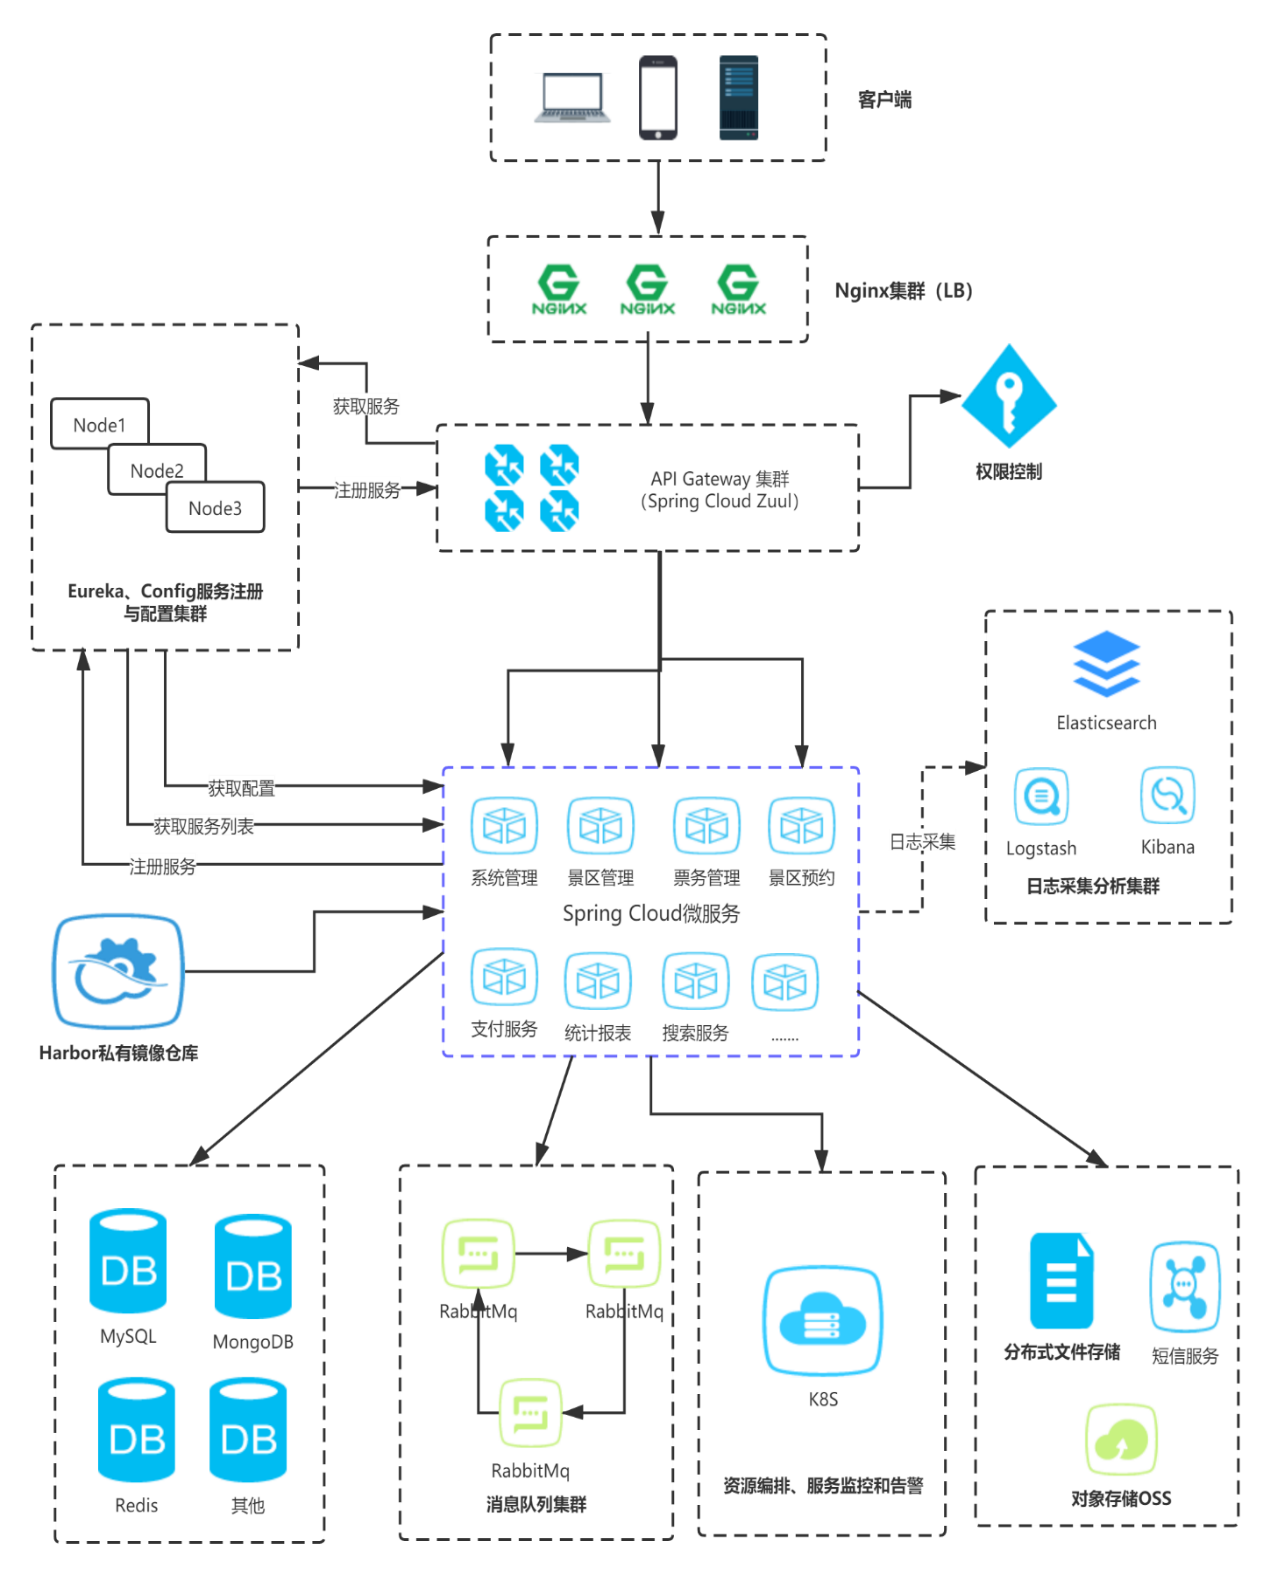 客户端
NGINX
NGINX
NGINX
Nginx集群（LB）
获取服务
Node1
Node2
Node3
注册服务
API Gateway 集群
（Spring Cloud Zuul）
权限控制
Eureka、Config服务注册
与配置集群
Elasticsearch
Logstash
Kibana
日志采集分析集群
获取配置
获取服务列表
注册服务
日志采集
系统管理
景区管理
票务管理
景区预约
Spring Cloud微服务
支付服务
统计报表
搜索服务
.......
Harbor私有镜像仓库
DB
MySQL
DB
MongoDB
DB
Redis
DB
其他
RabbitMq
RabbitMq
RabbitMq
消息队列集群
K8S
资源编排、服务监控和告警
分布式文件存储
短信服务
对象存储OSS